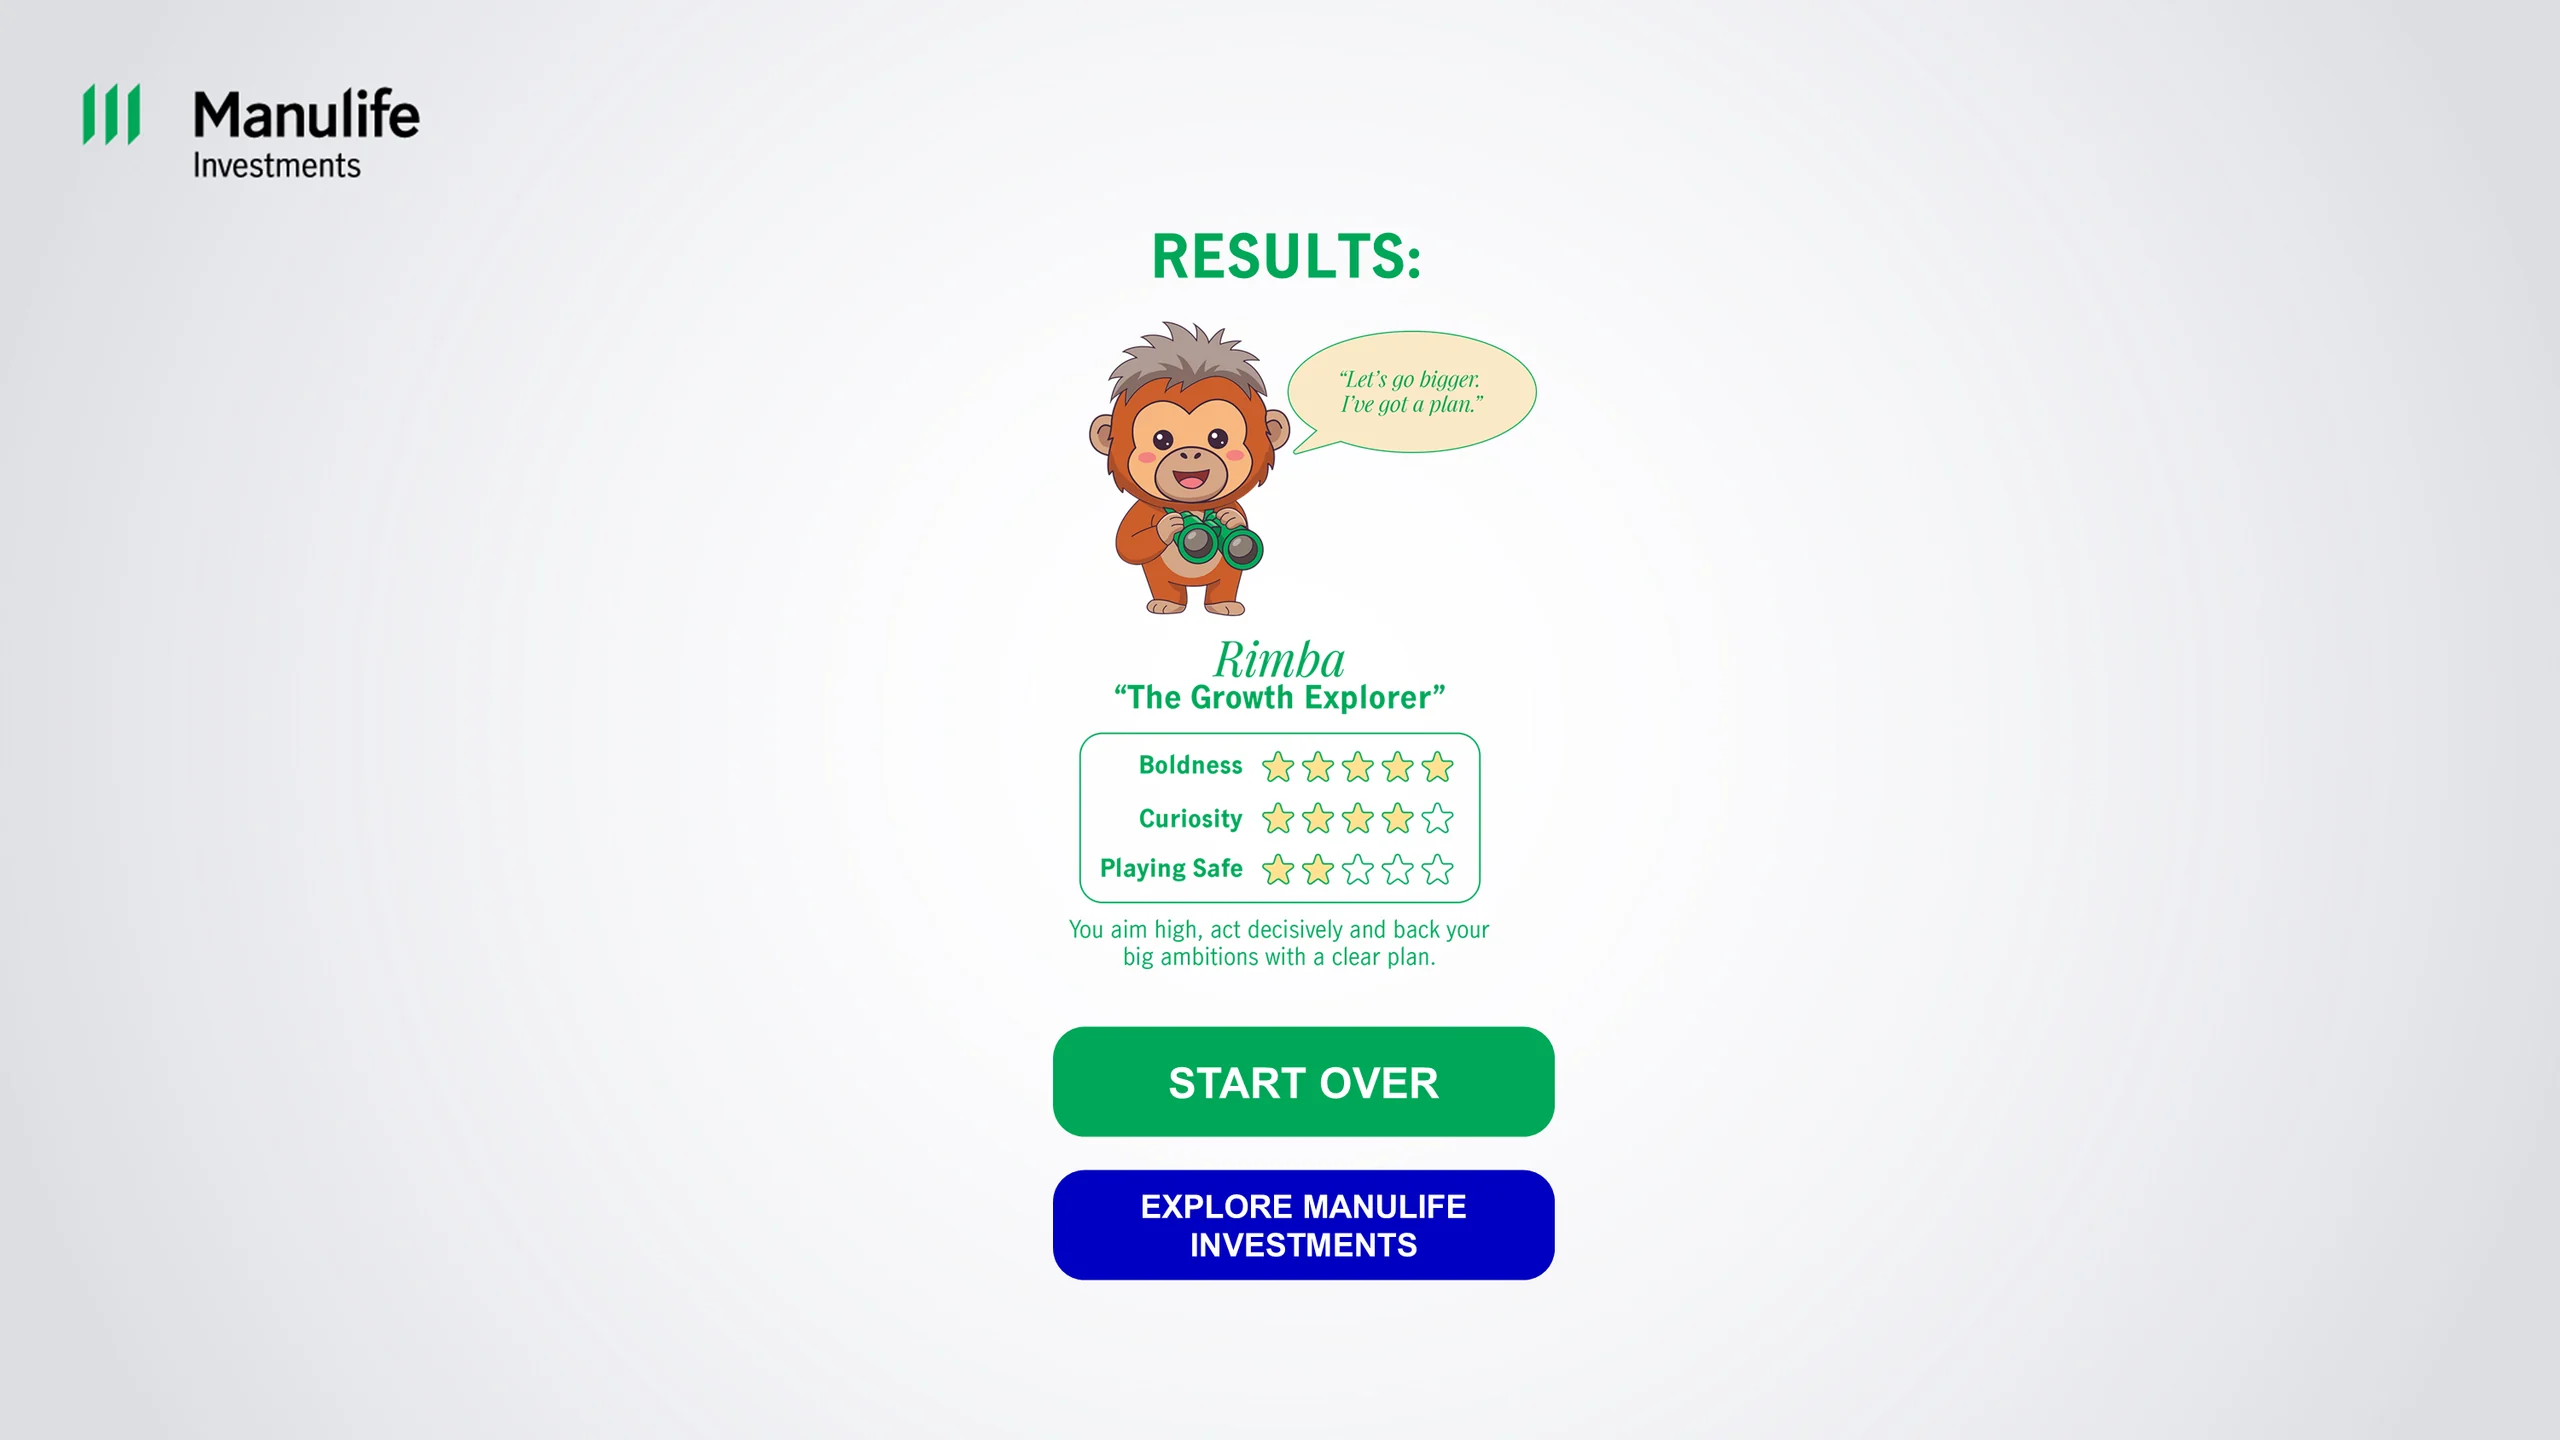 Manulife
Investments
RESULTS:
“Let’s go bigger.
I’ve got a plan.”
Rimba
“The Growth Explorer”
Boldness
Curiosity
Playing Safe
You aim high, act decisively and back your
big ambitions with a clear plan.
START OVER
EXPLORE MANULIFE
INVESTMENTS